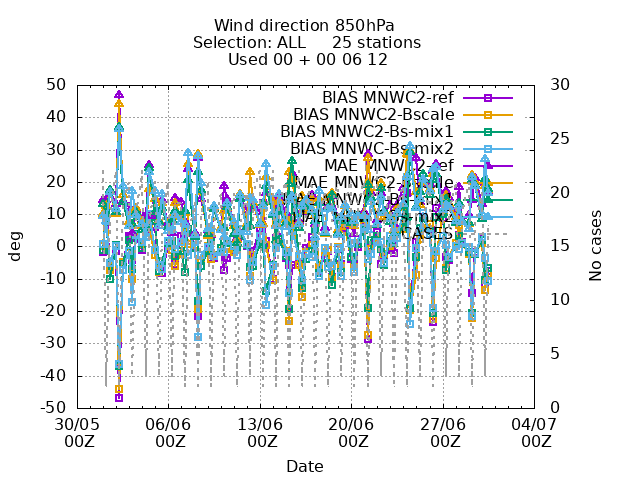 Wind direction 850hPa
Selection: ALL 25 stations
Used 00 + 00 06 12
50 30
BIAS MNWC2-ref
40
BIAS MNWC2-Bscale
BIAS MNWC2-Bs-mix1
30 25
BIAS MNWC-Bs-mix2
MAE MNWC2-ref
20 20
10
0 15
-10 10
-20
-30 5
-40
-50 0
deg
No cases
30/05 06/06 13/06 20/06 27/06 04/07
00Z 00Z 00Z 00Z 00Z 00Z
Date